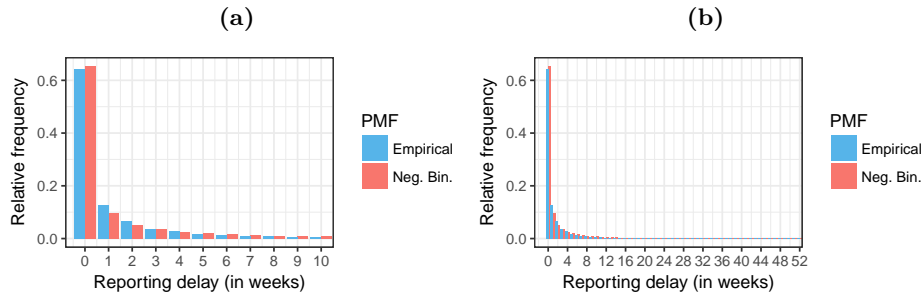 (a)
0.6
0.4
0.2
0.0
0 1 2 3 4 5 6 7 8 9 10
Reporting delay (in weeks)
Relative frequency
PMF
Empirical
Neg. Bin.
(b)
0.6
0.4
0.2
0.0
0 4 8 12 16 20 24 28 32 36 40 44 48 52
Reporting delay (in weeks)
Relative frequency
PMF
Empirical
Neg. Bin.